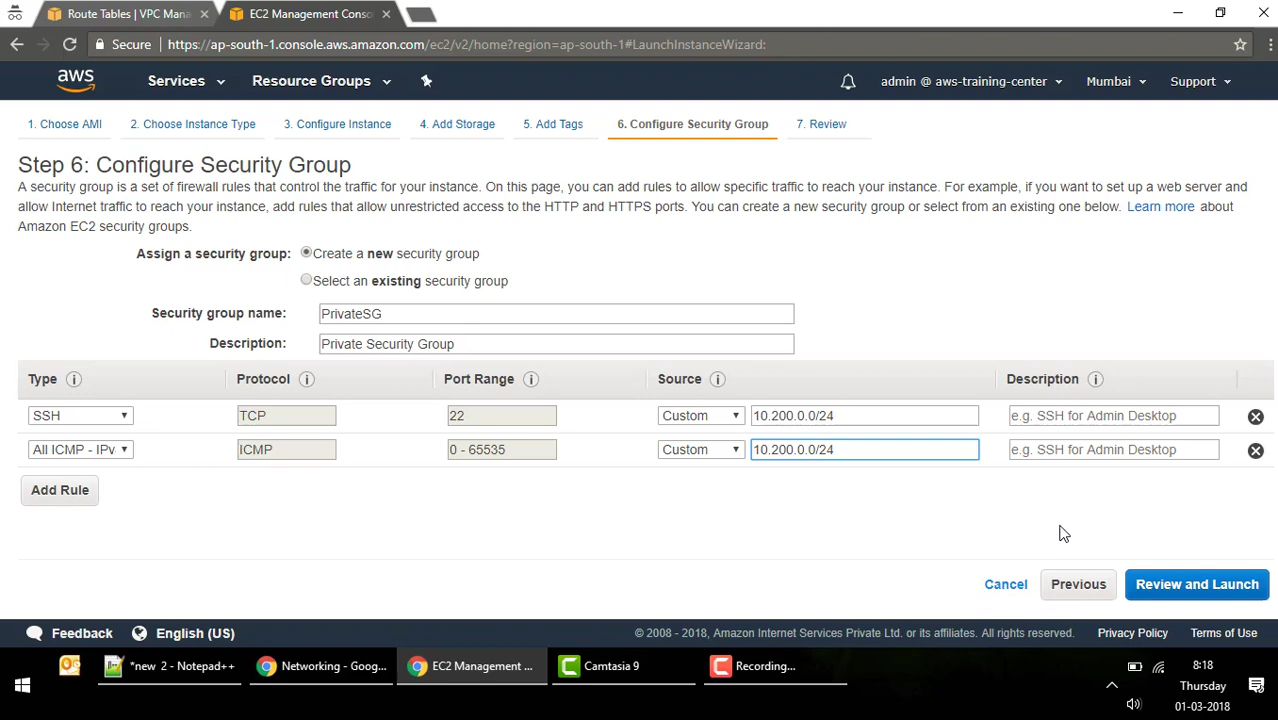 Route Tables | VPC Mana
EC2 Management Conso
Secure
https://ap-south-1.console.aws.amazon.com/ec2/v2/home?region=ap-south-1#LaunchInstanceWizard:
aws
Services
Resource Groups
admin @ aws-training-center
Mumbai
Support
1. Choose AMI
2. Choose Instance Type
3. Configure Instance
4. Add Storage
5. Add Tags
6. Configure Security Group
7. Review
Step 6: Configure Security Group
A security group is a set of firewall rules that control the traffic for your instance. On this page, you can add rules to allow specific traffic to reach your instance. For example, if you want to set up a web server and
allow Internet traffic to reach your instance, add rules that allow unrestricted access to the HTTP and HTTPS ports. You can create a new security group or select from an existing one below. Learn more about
Amazon EC2 security groups.
Assign a security group: Create a new security group
Select an existing security group
Security group name: PrivateSG
Description: Private Security Group
Type i Protocol i Port Range i Source i Description i
SSH TCP 22 Custom 10.200.0.0/24 e.g. SSH for Admin Desktop
All ICMP - IPv ICMP 0 - 65535 Custom 10.200.0.0/24 e.g. SSH for Admin Desktop
Add Rule
Cancel Previous Review and Launch
Feedback English (US) © 2008 - 2018, Amazon Internet Services Private Ltd. or its affiliates. All rights reserved. Privacy Policy Terms of Use
*new 2 - Notepad++
Networking - Goog...
EC2 Management ...
Camtasia 9
Recording...
8:18
Thursday
01-03-2018